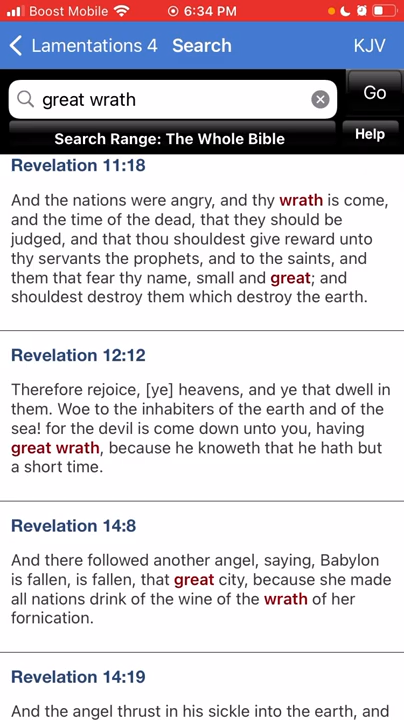 Boost Mobile 6:34 PM
Lamentations 4 Search KJV
great wrath Go
Search Range: The Whole Bible Help
Revelation 11:18
And the nations were angry, and thy wrath is come,
and the time of the dead, that they should be
judged, and that thou shouldest give reward unto
thy servants the prophets, and to the saints, and
them that fear thy name, small and great; and
shouldest destroy them which destroy the earth.
Revelation 12:12
Therefore rejoice, [ye] heavens, and ye that dwell in
them. Woe to the inhabiters of the earth and of the
sea! for the devil is come down unto you, having
great wrath, because he knoweth that he hath but
a short time.
Revelation 14:8
And there followed another angel, saying, Babylon
is fallen, is fallen, that great city, because she made
all nations drink of the wine of the wrath of her
fornication.
Revelation 14:19
And the angel thrust in his sickle into the earth, and